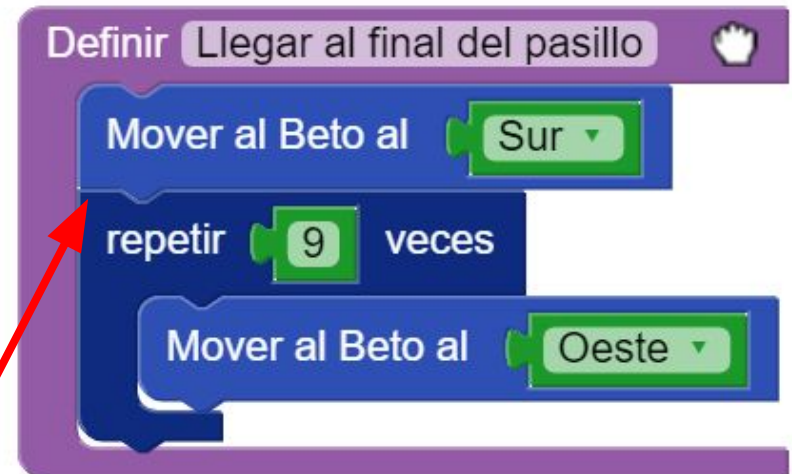 Definir Llegar al final del pasillo
Mover al Beto al Sur
repetir 9 veces
Mover al Beto al Oeste